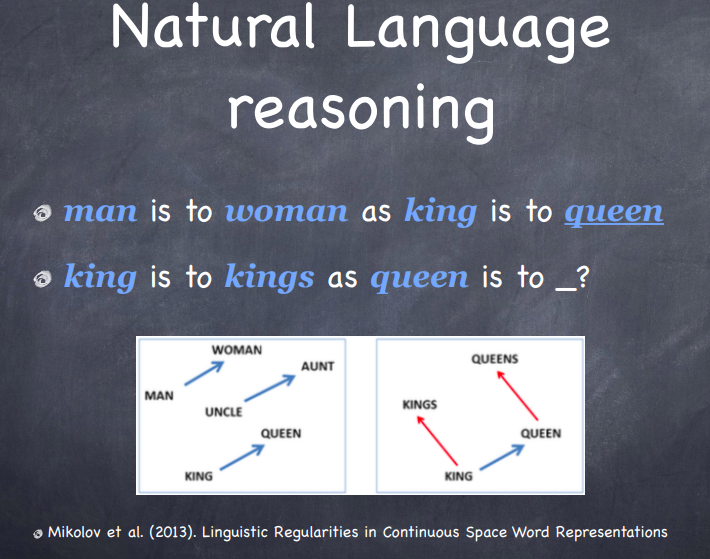 Natural Language
reasoning
man is to woman as king is to queen
king is to kings as queen is to _?
WOMAN
AUNT
MAN
UNCLE
QUEEN
KING
QUEENS
KINGS
QUEEN
KING
Mikolov et al. (2013). Linguistic Regularities in Continuous Space Word Representations